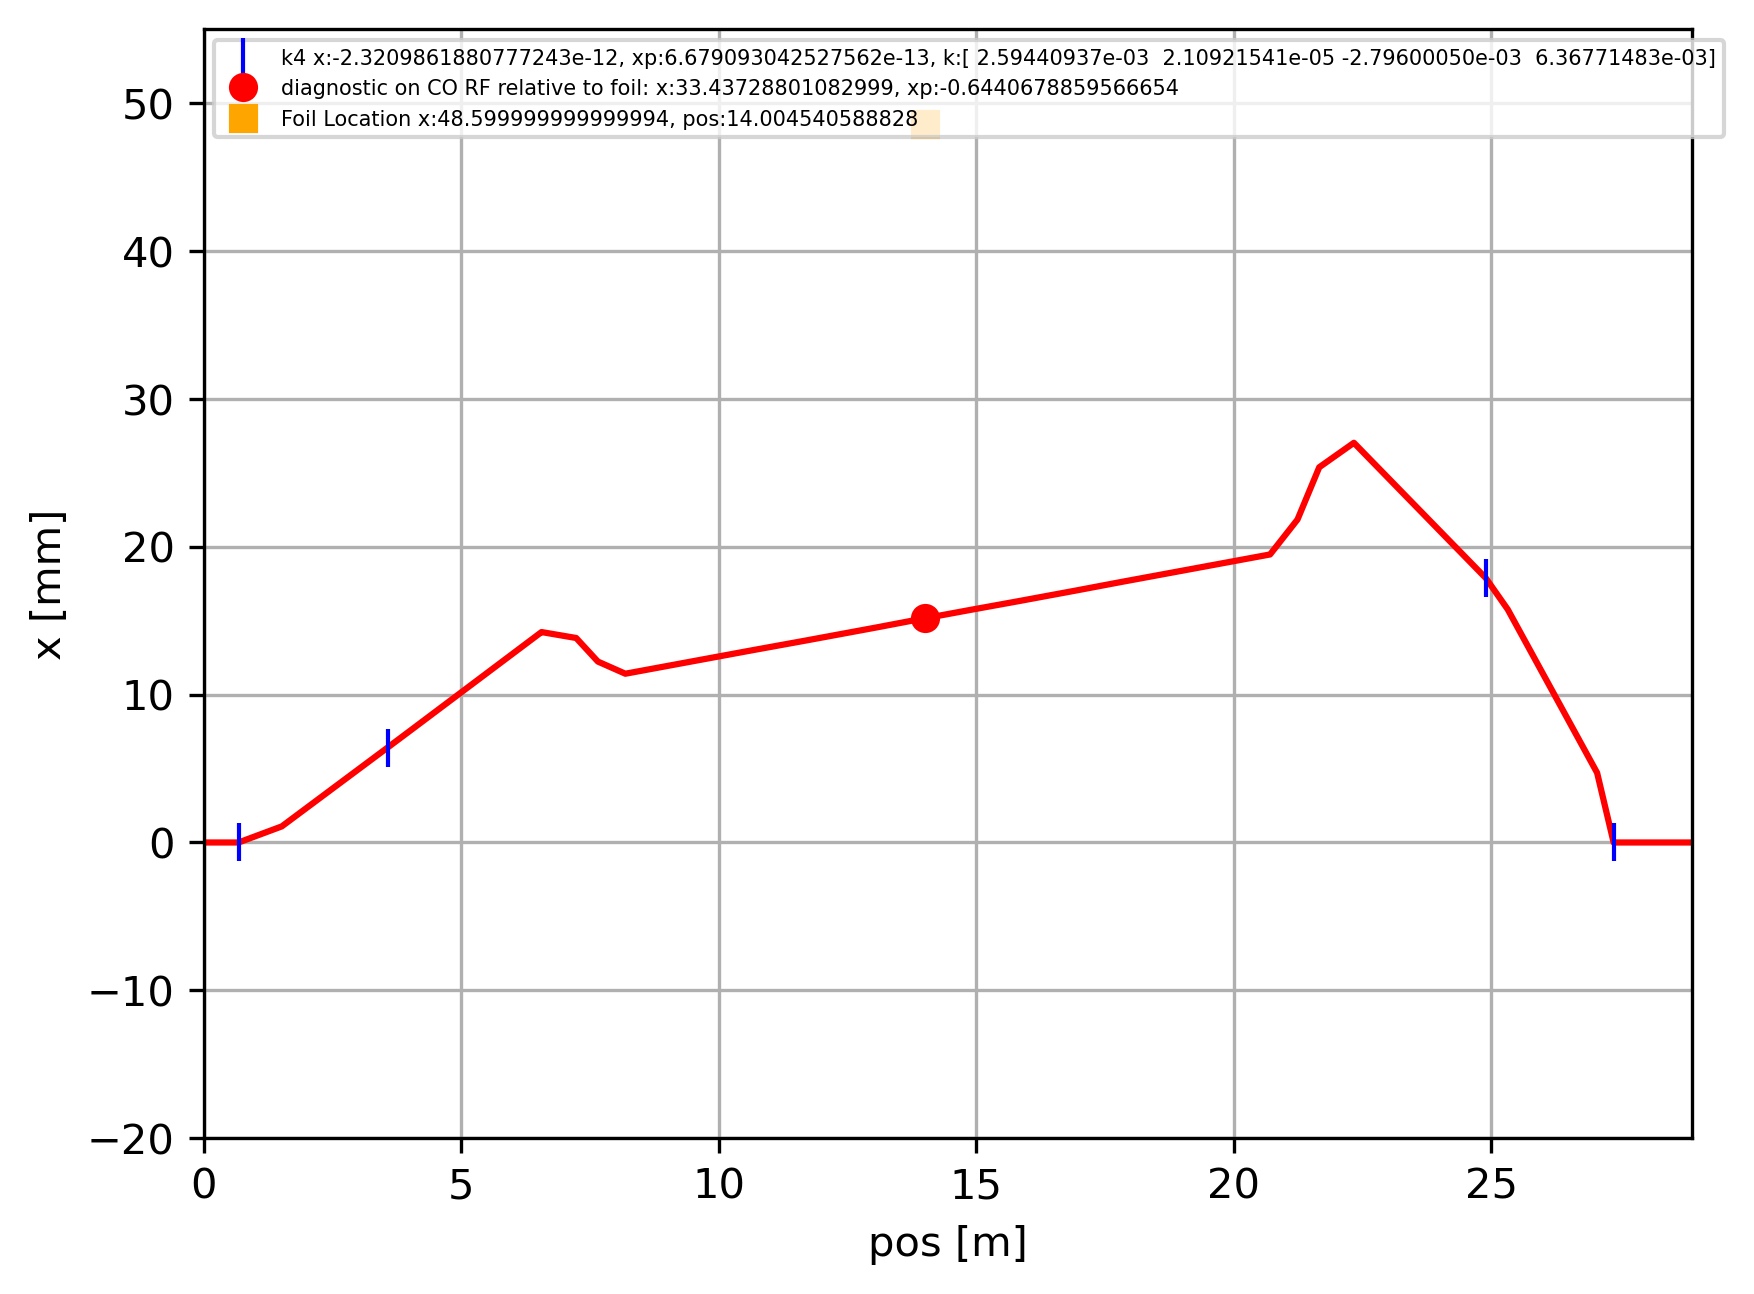 k4 x:-2.3209861880777243e-12, xp:6.679093042527562e-13, k:[ 2.59440937e-03  2.10921541e-05 -2.79600050e-03  6.36771483e-03]
diagnostic on CO RF relative to foil: x:33.43728801082999, xp:-0.6440678859566654
Foil Location x:48.599999999999994, pos:14.004540588828
50
40
30
20
10
0
−10
−20
x [mm]
0 5 10 15 20 25
pos [m]